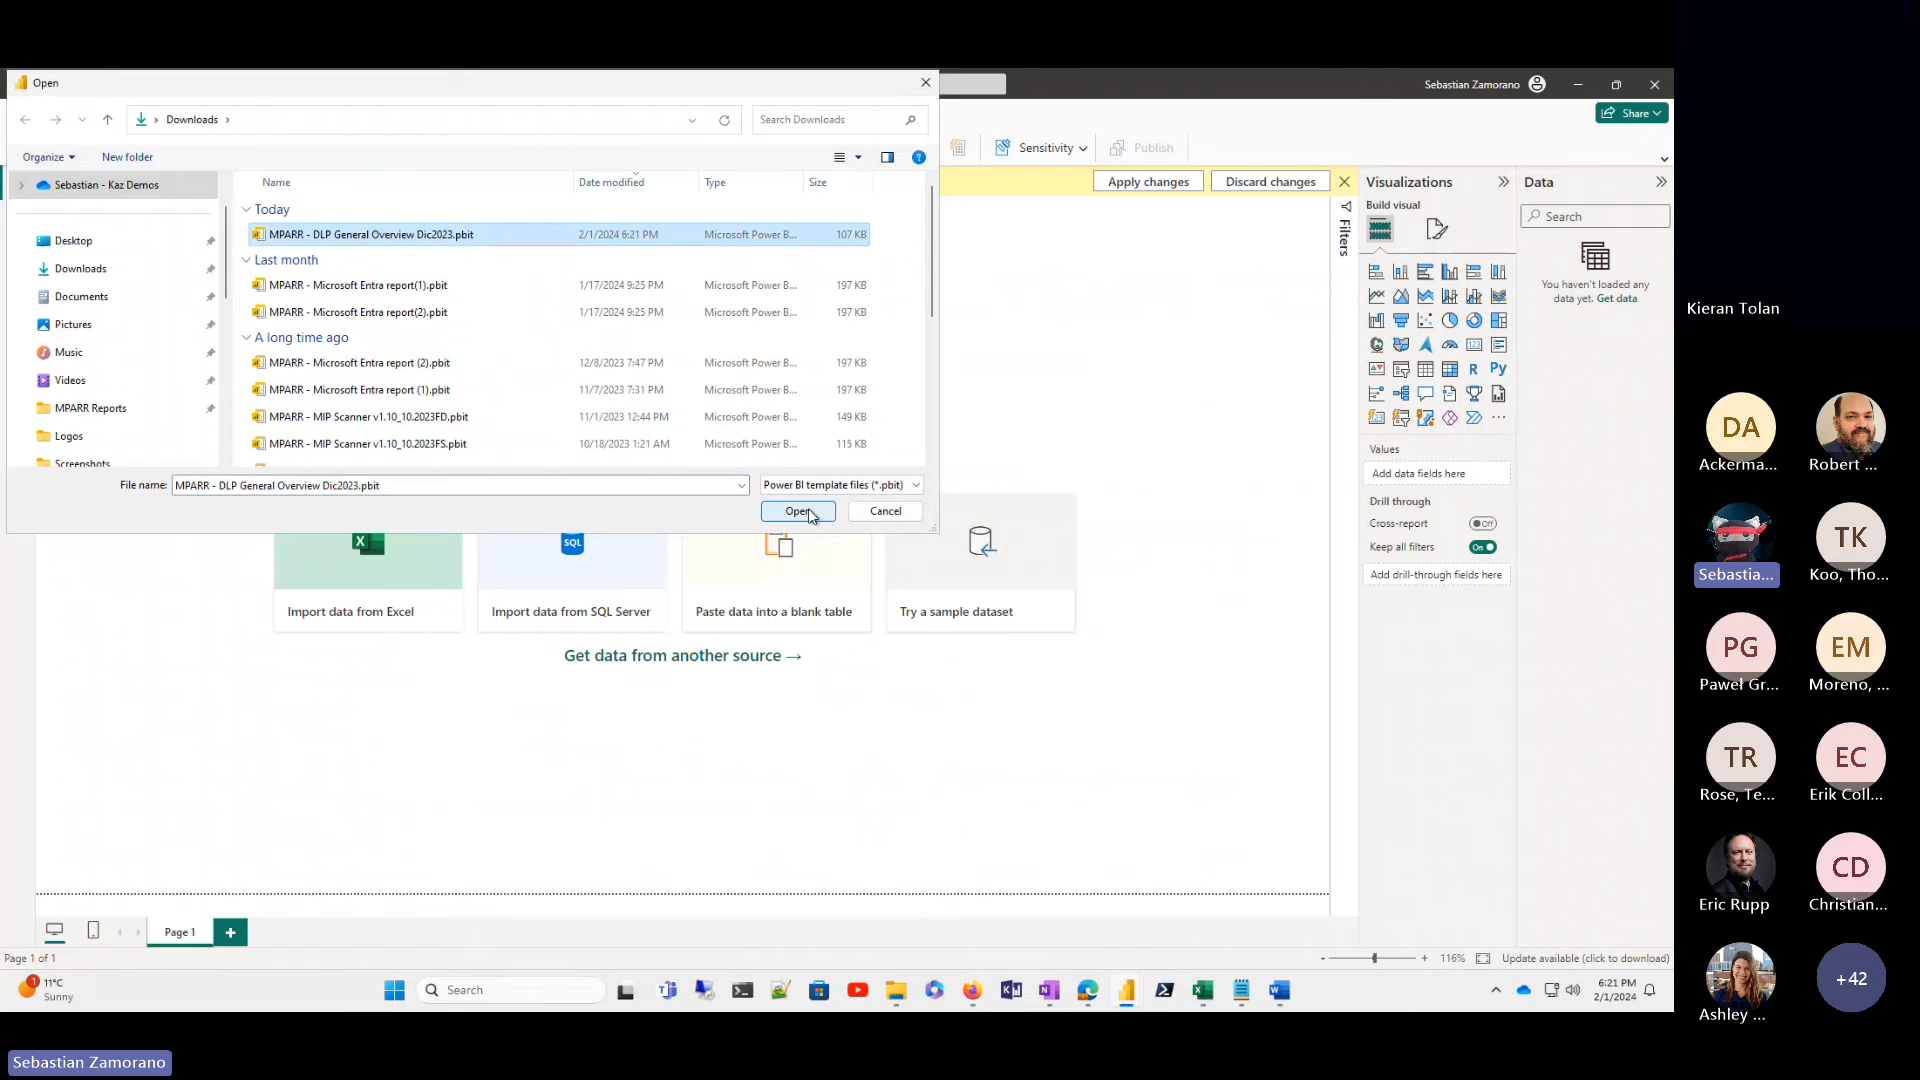 Open
Sebastian Zamorano
Downloads
Search Downloads
Share
Organize
New folder
Sensitivity
Publish
Sebastian - Kaz Demos
Name
Date modified
Type
Size
Apply changes
Discard changes
Visualizations
Data
Build visual
Search
Today
MPARR - DLP General Overview Dic2023.pbit
2/1/2024 6:21 PM
Microsoft Power B...
107 KB
Filters
Desktop
Last month
Downloads
MPARR - Microsoft Entra report(1).pbit
1/17/2024 9:25 PM
Microsoft Power B...
197 KB
You haven't loaded any
data yet. Get data
Documents
MPARR - Microsoft Entra report(2).pbit
1/17/2024 9:25 PM
Microsoft Power B...
197 KB
Pictures
A long time ago
Music
MPARR - Microsoft Entra report (2).pbit
12/8/2023 7:47 PM
Microsoft Power B...
197 KB
Videos
MPARR - Microsoft Entra report (1).pbit
11/7/2023 7:31 PM
Microsoft Power B...
197 KB
MPARR Reports
MPARR - MIP Scanner v1.10_10.2023FD.pbit
11/1/2023 12:44 PM
Microsoft Power B...
149 KB
Logos
MPARR - MIP Scanner v1.10_10.2023FS.pbit
10/18/2023 1:21 AM
Microsoft Power B...
115 KB
Screenshots
R
Py
123
File name:
MPARR - DLP General Overview Dic2023.pbit
Power BI template files (*.pbit)
Open
Cancel
Values
Add data fields here
Drill through
Cross-report
Off
Keep all filters
On
Add drill-through fields here
X
SQL
Import data from Excel
Import data from SQL Server
Paste data into a blank table
Try a sample dataset
Get data from another source →
Page 1
Page 1 of 1
116%
Update available (click to download)
1
11°C
Sunny
Search
6:21 PM
2/1/2024
Kieran Tolan
DA
Ackerma...
Robert ...
Sebastia...
TK
Koo, Tho...
PG
Paweł Gr...
EM
Moreno, ...
TR
Rose, Te...
EC
Erik Coll...
Eric Rupp
CD
Christian...
Ashley ...
+42
Sebastian Zamorano